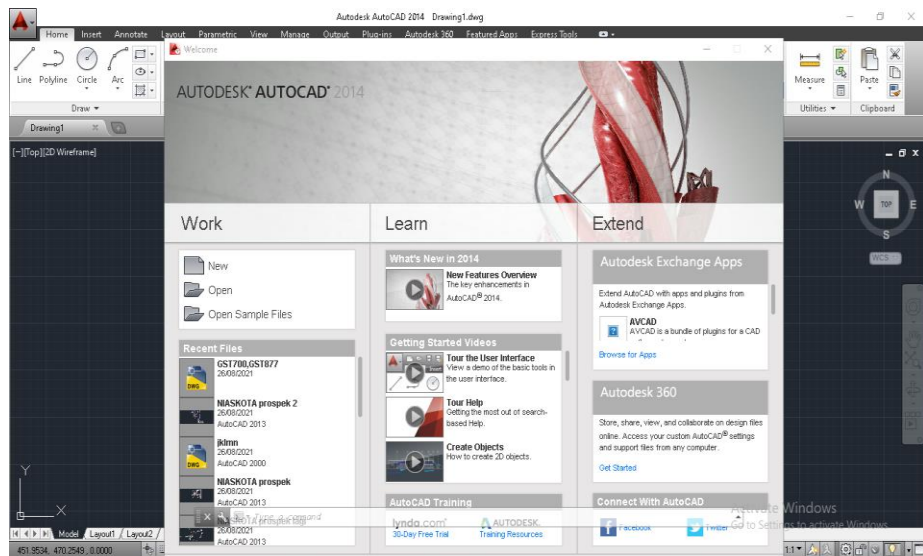 Autodesk AutoCAD 2014 Drawing1.dwg
Home Insert Annotate Layout Parametric View Manage Output Plug-ins Autodesk 360 Featured Apps Express Tools
Line Polyline Circle Arc
Draw
Measure
Utilities
Paste
Clipboard
Drawing1
[−][Top][2D Wireframe]
N
W TOP E
S
WCS
Welcome
AUTODESK® AUTOCAD® 2014
Work
New
Open
Open Sample Files
Recent Files
GST700,GST877
26/08/2021
NIASKOTA prospek 2
26/08/2021
AutoCAD 2013
jklmn
26/08/2021
AutoCAD 2000
NIASKOTA prospek
26/08/2021
AutoCAD 2013
26/08/2021
AutoCAD 2013
Learn
What's New in 2014
New Features Overview
The key enhancements in
AutoCAD® 2014.
Getting Started Videos
Tour the User Interface
View a demo of the basic tools in
the user interface.
Tour Help
Getting the most out of search-
based Help.
Create Objects
How to create 2D objects.
AutoCAD Training
lynda.com
30-Day Free Trial
AUTODESK.
Training Resources
Extend
Autodesk Exchange Apps
Extend AutoCAD with apps and plugins from
Autodesk Exchange Apps.
AVCAD
AVCAD is a bundle of plugins for a CAD
Browse for Apps
Autodesk 360
Store, share, view, and collaborate on design files
online. Access your custom AutoCAD® settings
and support files from any computer.
Get Started
Connect With AutoCAD
Facebook
Twitter
Type a command
Activate Windows
Go to Settings to activate Windows.
Y
X
Model Layout1 Layout2
451.9534, 470.2549, 0.0000
1:1